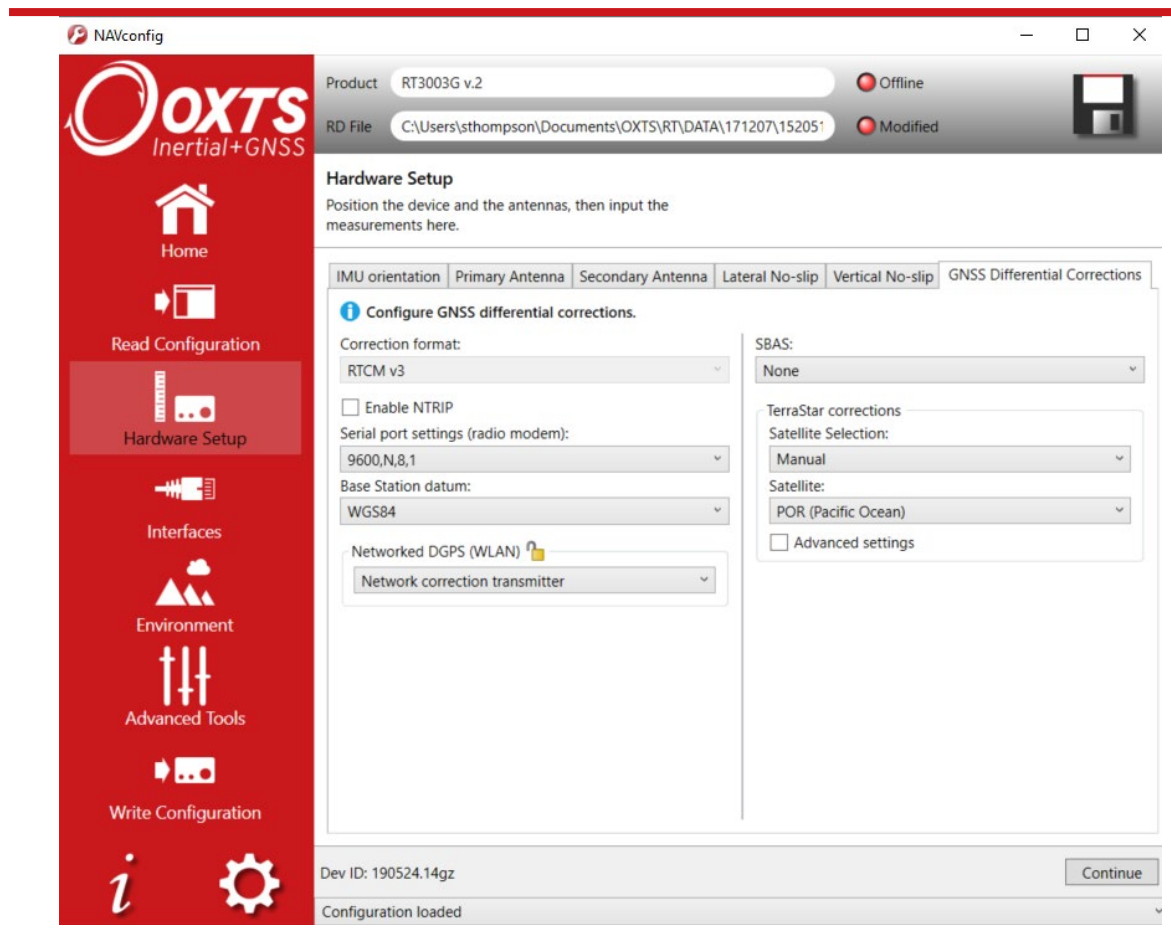 NAVconfig
OXTS
Inertial+GNSS
Product RT3003G v.2 Offline
RD File C:\Users\sthompson\Documents\OXTS\RT\DATA\171207\152051 Modified
Hardware Setup
Position the device and the antennas, then input the
measurements here.
Home
Read Configuration
Hardware Setup
Interfaces
Environment
Advanced Tools
Write Configuration
i
IMU orientation Primary Antenna Secondary Antenna Lateral No-slip Vertical No-slip GNSS Differential Corrections
i Configure GNSS differential corrections.
Correction format:
RTCM v3
Enable NTRIP
Serial port settings (radio modem):
9600,N,8,1
Base Station datum:
WGS84
Networked DGPS (WLAN)
Network correction transmitter
SBAS:
None
TerraStar corrections
Satellite Selection:
Manual
Satellite:
POR (Pacific Ocean)
Advanced settings
Dev ID: 190524.14gz
Continue
Configuration loaded